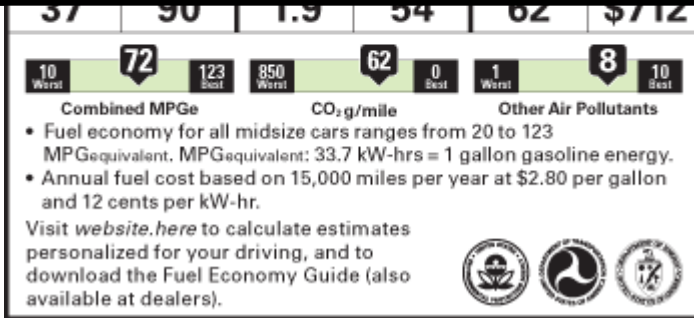 37 90 1.9 54 62 $712
72 62 8
10 Worst 123 Best 850 Worst 0 Best 1 Worst 10 Best
Combined MPGe CO₂ g/mile Other Air Pollutants
• Fuel economy for all midsize cars ranges from 20 to 123
MPGequivalent. MPGequivalent: 33.7 kW-hrs = 1 gallon gasoline energy.
• Annual fuel cost based on 15,000 miles per year at $2.80 per gallon
and 12 cents per kW-hr.
Visit website.here to calculate estimates
personalized for your driving, and to
download the Fuel Economy Guide (also
available at dealers).